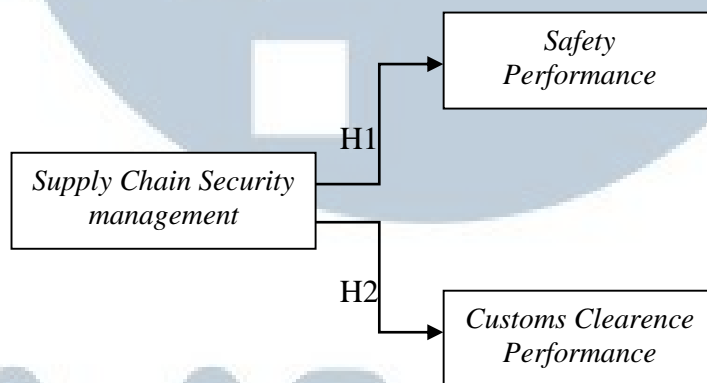 Safety
Performance
H1
Supply Chain Security
management
H2
Customs Clearence
Performance